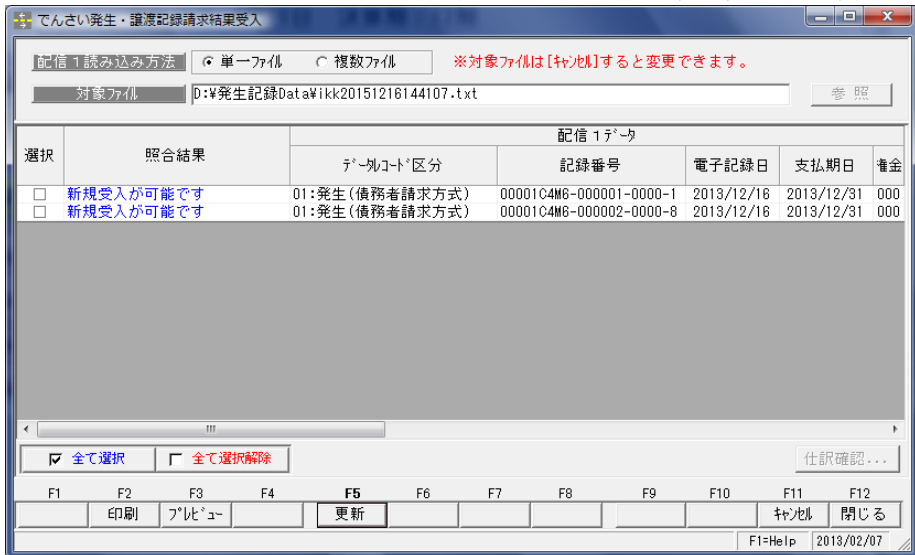 でんさい発生・譲渡記録請求結果受入
配信1読み込み方法 単一ファイル 複数ファイル ※対象ファイルは[キャンセル]すると変更できます。
対象ファイル D:¥発生記録Data¥ikk20151216144107.txt 参照
配信1データ
選択 照合結果 データコード区分 記録番号 電子記録日 支払期日
新規受入が可能です 01:発生(債務者請求方式) 00001C4M6-000001-0000-1 2013/12/16 2013/12/31 000
新規受入が可能です 01:発生(債務者請求方式) 00001C4M6-000002-0000-8 2013/12/16 2013/12/31 000
全て選択 全て選択解除 仕訳確認...
F1 F2 F3 F4 F5 F6 F7 F8 F9 F10 F11 F12
印刷 プレビュー 更新 キャンセル 閉じる
F1=Help 2013/02/07